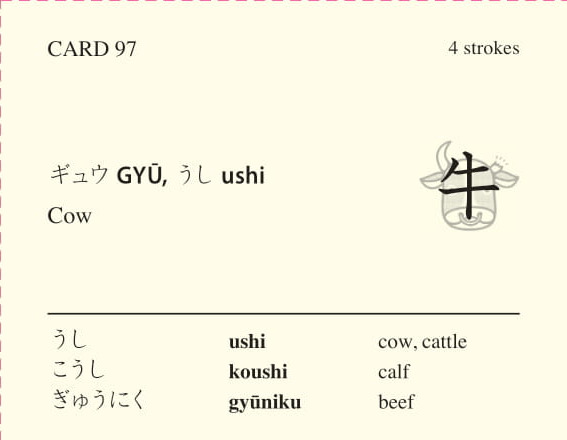 CARD 97 4 strokes
ギュウ GYŪ, うし ushi
牛
Cow
うし ushi cow, cattle
こうし koushi calf
ぎゅうにく gyūniku beef